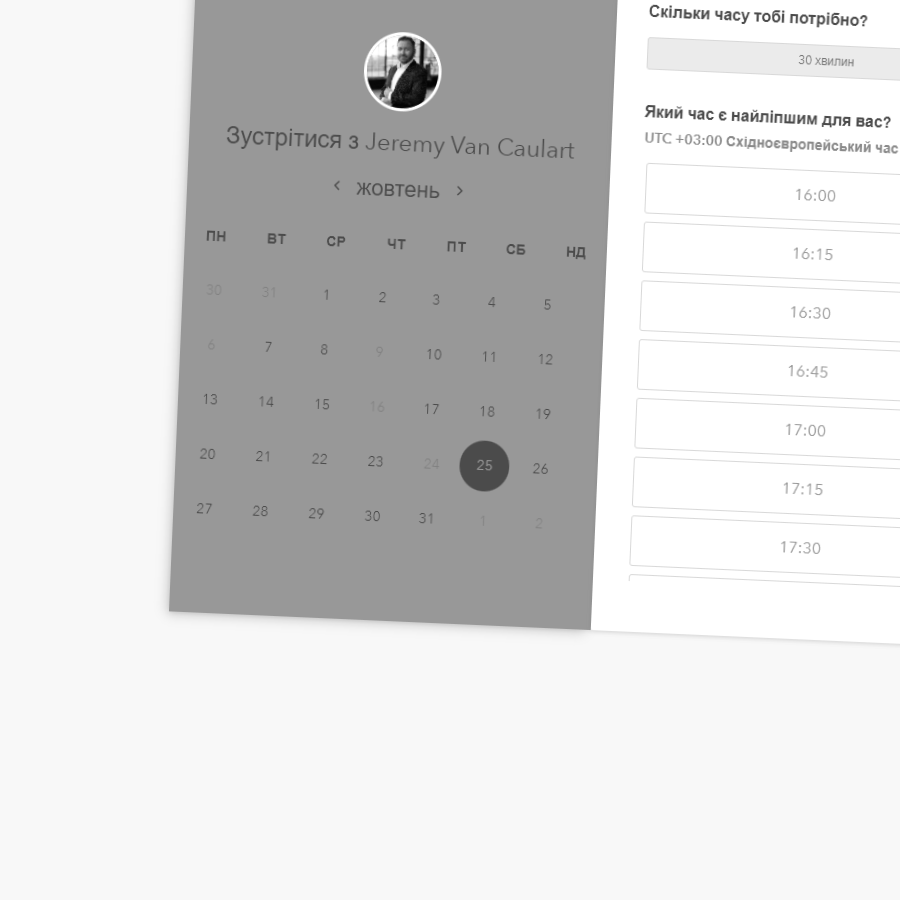 Зустрітися з Jeremy Van Caulart
‹ жовтень ›
ПН ВТ СР ЧТ ПТ СБ НД
30 31 1 2 3 4 5
6 7 8 9 10 11 12
13 14 15 16 17 18 19
20 21 22 23 24 25 26
27 28 29 30 31 1 2
Скільки часу тобі потрібно?
30 хвилин
Який час є найліпшим для вас?
UTC +03:00 Східноєвропейський час
16:00
16:15
16:30
16:45
17:00
17:15
17:30